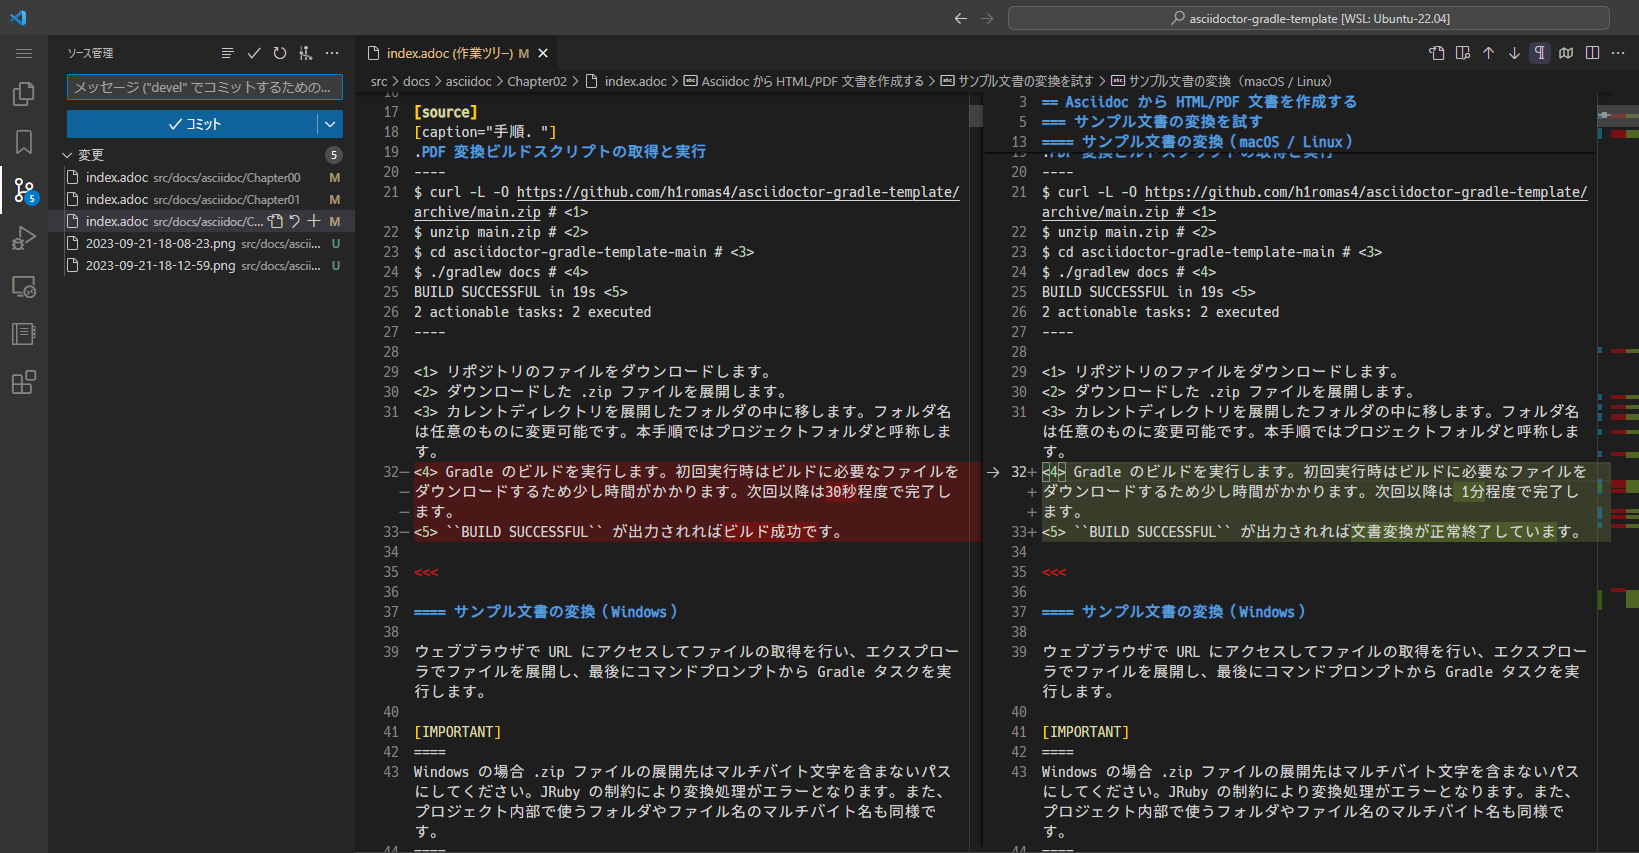 asciidoctor-gradle-template [WSL: Ubuntu-22.04]
ソース管理
メッセージ ("devel" でコミットするための...
コミット
変更 5
index.adoc src/docs/asciidoc/Chapter00 M
index.adoc src/docs/asciidoc/Chapter01 M
index.adoc src/docs/asciidoc/C... M
2023-09-21-18-08-23.png src/docs/ascii... U
2023-09-21-18-12-59.png src/docs/ascii... U
5
index.adoc (作業ツリー) M
src > docs > asciidoc > Chapter02 > index.adoc > Asciidoc から HTML/PDF 文書を作成する > サンプル文書の変換を試す > サンプル文書の変換（macOS / Linux）
17 [source]
18 [caption="手順. "]
19 .PDF 変換ビルドスクリプトの取得と実行
20 ----
21 $ curl -L -O https://github.com/h1romas4/asciidoctor-gradle-template/
archive/main.zip # <1>
22 $ unzip main.zip # <2>
23 $ cd asciidoctor-gradle-template-main # <3>
24 $ ./gradlew docs # <4>
25 BUILD SUCCESSFUL in 19s <5>
26 2 actionable tasks: 2 executed
27 ----
28
29 <1> リポジトリのファイルをダウンロードします。
30 <2> ダウンロードした .zip ファイルを展開します。
31 <3> カレントディレクトリを展開したフォルダの中に移します。フォルダ名
は任意のものに変更可能です。本手順ではプロジェクトフォルダと呼称しま
す。
32− <4> Gradle のビルドを実行します。初回実行時はビルドに必要なファイルを
− ダウンロードするため少し時間がかかります。次回以降は30秒程度で完了し
− ます。
33− <5> ``BUILD SUCCESSFUL`` が出力されればビルド成功です。
34
35 <<<
36
37 ==== サンプル文書の変換（Windows）
38
39 ウェブブラウザで URL にアクセスしてファイルの取得を行い、エクスプロー
ラでファイルを展開し、最後にコマンドプロンプトから Gradle タスクを実
行します。
40
41 [IMPORTANT]
42 ====
43 Windows の場合 .zip ファイルの展開先はマルチバイト文字を含まないパス
にしてください。JRuby の制約により変換処理がエラーとなります。また、
プロジェクト内部で使うフォルダやファイル名のマルチバイト名も同様で
す。
44 ====
3 == Asciidoc から HTML/PDF 文書を作成する
5 === サンプル文書の変換を試す
13 ==== サンプル文書の変換（macOS / Linux）
19 .PDF 変換ビルドスクリプトの取得と実行
20 ----
21 $ curl -L -O https://github.com/h1romas4/asciidoctor-gradle-template/
archive/main.zip # <1>
22 $ unzip main.zip # <2>
23 $ cd asciidoctor-gradle-template-main # <3>
24 $ ./gradlew docs # <4>
25 BUILD SUCCESSFUL in 19s <5>
26 2 actionable tasks: 2 executed
27 ----
28
29 <1> リポジトリのファイルをダウンロードします。
30 <2> ダウンロードした .zip ファイルを展開します。
31 <3> カレントディレクトリを展開したフォルダの中に移します。フォルダ名
は任意のものに変更可能です。本手順ではプロジェクトフォルダと呼称しま
す。
32+ <4> Gradle のビルドを実行します。初回実行時はビルドに必要なファイルを
+ ダウンロードするため少し時間がかかります。次回以降は 1分程度で完了し
+ ます。
33+ <5> ``BUILD SUCCESSFUL`` が出力されれば文書変換が正常終了しています。
34
35 <<<
36
37 ==== サンプル文書の変換（Windows）
38
39 ウェブブラウザで URL にアクセスしてファイルの取得を行い、エクスプロー
ラでファイルを展開し、最後にコマンドプロンプトから Gradle タスクを実
行します。
40
41 [IMPORTANT]
42 ====
43 Windows の場合 .zip ファイルの展開先はマルチバイト文字を含まないパス
にしてください。JRuby の制約により変換処理がエラーとなります。また、
プロジェクト内部で使うフォルダやファイル名のマルチバイト名も同様で
す。
44 ====